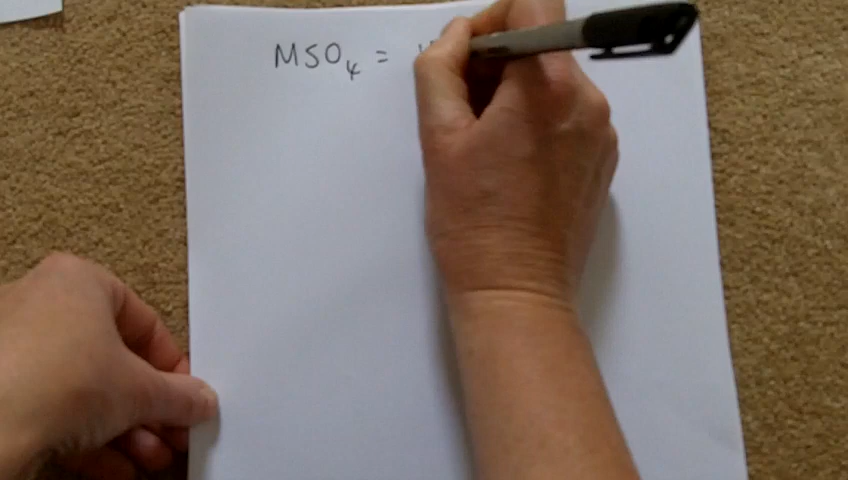 MSO₄ =